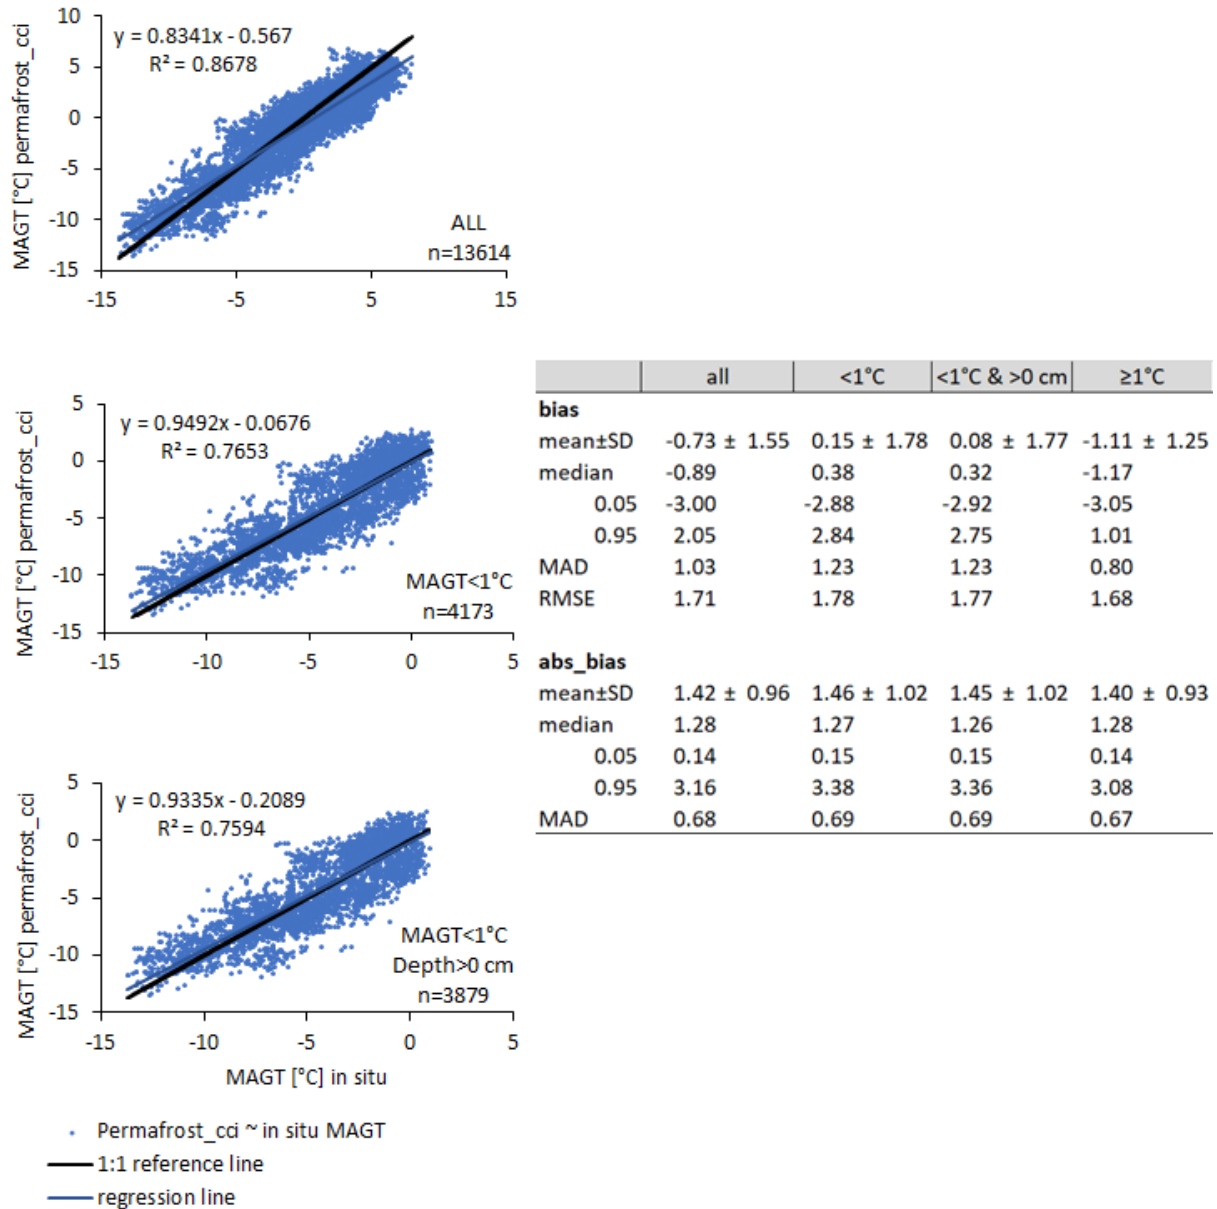 MAGT [°C] permafrost_cci
10
5
0
-5
-10
-15
y = 0.8341x - 0.567
R² = 0.8678
ALL
n=13614
-15 -5 5 15
MAGT [°C] permafrost_cci
5
0
-5
-10
-15
y = 0.9492x - 0.0676
R² = 0.7653
MAGT<1°C
n=4173
-15 -10 -5 0 5
MAGT [°C] permafrost_cci
5
0
-5
-10
-15
y = 0.9335x - 0.2089
R² = 0.7594
MAGT<1°C
Depth>0 cm
n=3879
-15 -10 -5 0 5
MAGT [°C] in situ
Permafrost_cci ~ in situ MAGT
1:1 reference line
regression line
all <1°C <1°C & >0 cm ≥1°C
bias
mean±SD -0.73 ± 1.55 0.15 ± 1.78 0.08 ± 1.77 -1.11 ± 1.25
median -0.89 0.38 0.32 -1.17
0.05 -3.00 -2.88 -2.92 -3.05
0.95 2.05 2.84 2.75 1.01
MAD 1.03 1.23 1.23 0.80
RMSE 1.71 1.78 1.77 1.68
abs_bias
mean±SD 1.42 ± 0.96 1.46 ± 1.02 1.45 ± 1.02 1.40 ± 0.93
median 1.28 1.27 1.26 1.28
0.05 0.14 0.15 0.15 0.14
0.95 3.16 3.38 3.36 3.08
MAD 0.68 0.69 0.69 0.67